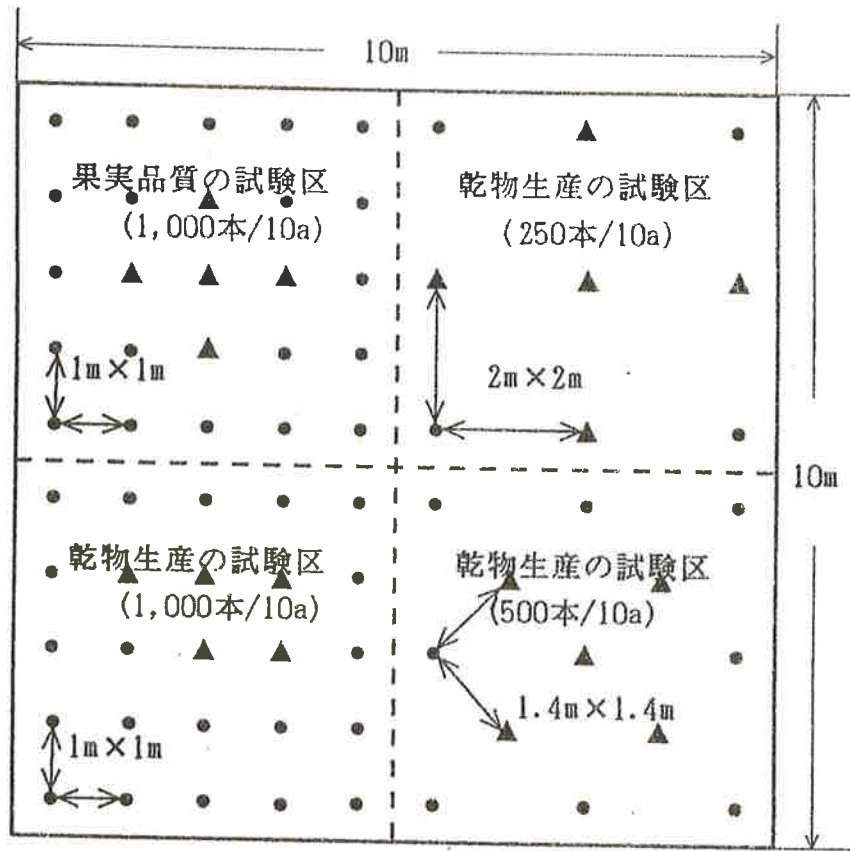 10m
果実品質の試験区
(1,000本/10a)
1m×1m
乾物生産の試験区
(250本/10a)
2m×2m
10m
乾物生産の試験区
(1,000本/10a)
1m×1m
乾物生産の試験区
(500本/10a)
1.4m×1.4m